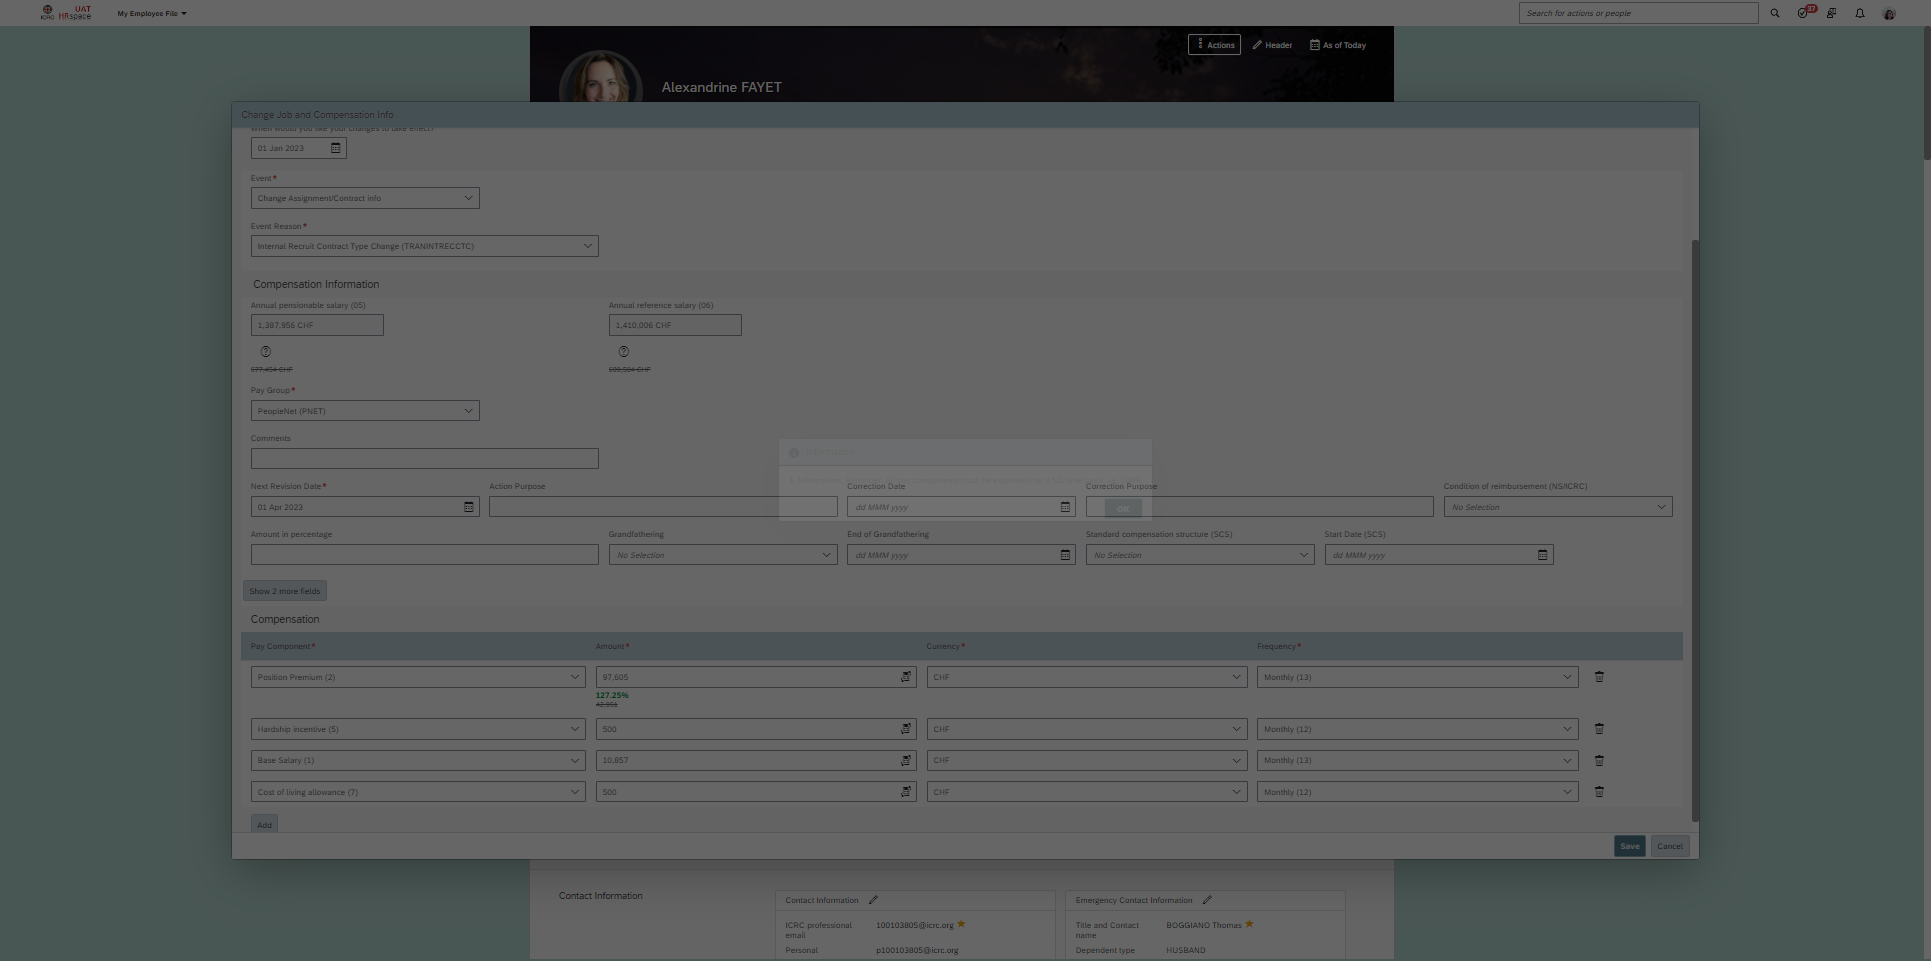 ICRC
UAT
HRspace
My Employee File
Search for actions or people
37
Actions
Header
As of Today
Alexandrine FAYET
Change Job and Compensation Info
When would you like your changes to take effect?
01 Jan 2023
Event*
Change Assignment/Contract info
Event Reason*
Internal Recruit Contract Type Change (TRANINTRECCTC)
Compensation Information
Annual pensionable salary (05) Annual reference salary (06)
1,387,956 CHF 1,410,006 CHF
677,454 CHF
Pay Group*
PeopleNet (PNET)
Comments
Information
Next Revision Date* Action Purpose Correction Date Correction Purpose Condition of reimbursement (NS/ICRC)
01 Apr 2023 dd MMM yyyy OK No Selection
Amount in percentage Grandfathering End of Grandfathering Standard compensation structure (SCS) Start Date (SCS)
No Selection dd MMM yyyy No Selection dd MMM yyyy
Show 2 more fields
Compensation
Pay Component* Amount* Currency* Frequency*
Position Premium (2) 97,605 CHF Monthly (13)
127.25%
42,951
Hardship incentive (5) 500 CHF Monthly (12)
Base Salary (1) 10,857 CHF Monthly (13)
Cost of living allowance (7) 500 CHF Monthly (12)
Add
Save Cancel
Contact Information
Contact Information
ICRC professional email 100103805@icrc.org
Personal p100103805@icrc.org
Emergency Contact Information
Title and Contact name BOGGIANO Thomas
Dependent type HUSBAND